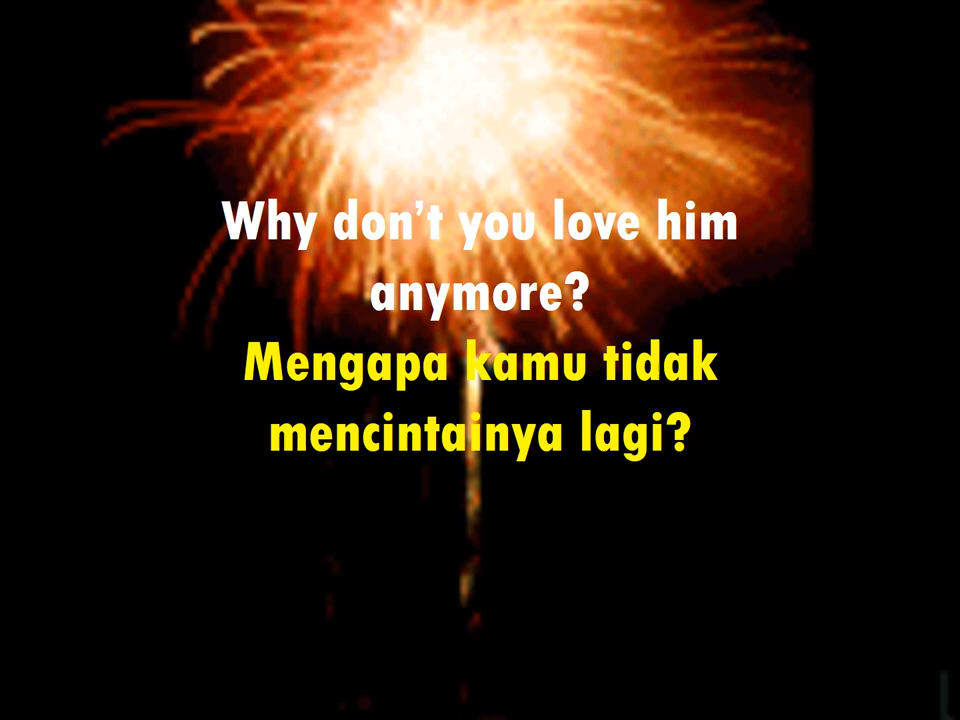 Why don’t you love him
anymore?
Mengapa kamu tidak
mencintainya lagi?